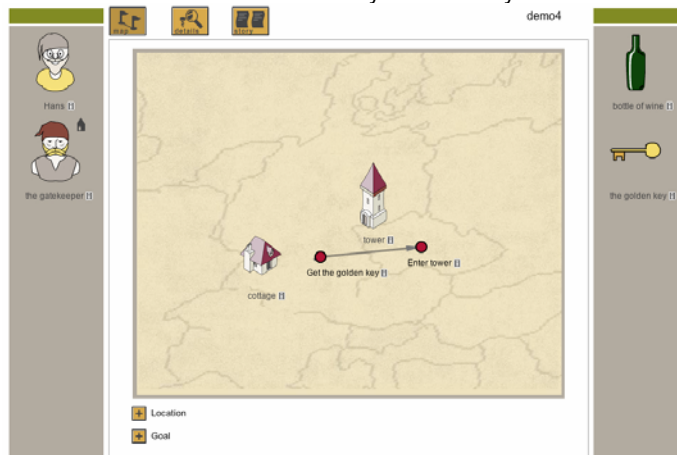 map
details
story
demo4
Hans
the gatekeeper
bottle of wine
the golden key
tower
Enter tower
Get the golden key
cottage
Location
Goal